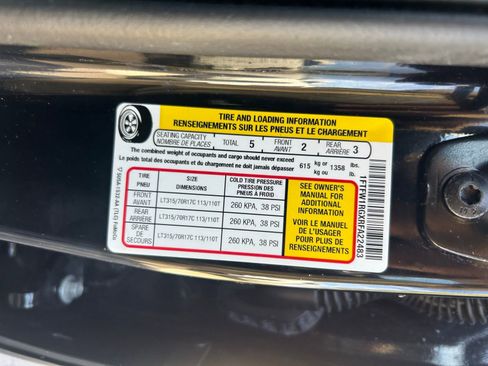 TIRE AND LOADING INFORMATION
RENSEIGNEMENTS SUR LES PNEUS ET LE CHARGEMENT
SEATING CAPACITY
NOMBRE DE PLACES
TOTAL 5
FRONT
AVANT 2
REAR
ARRIÈRE 3
The combined weight of occupants and cargo should never exceed 615 kg or 1358 lbs.
Le poids total des occupants et du chargement ne doit jamais dépasser kg ou lb.
TIRE
PNEU
SIZE
DIMENSIONS
COLD TIRE PRESSURE
PRESSION DES PNEUS
À FROID
FRONT
AVANT
LT315/70R17C 113/110T
260 KPA, 38 PSI
REAR
ARRIÈRE
LT315/70R17C 113/110T
260 KPA, 38 PSI
SPARE
DE
SECOURS
LT315/70R17C 113/110T
260 KPA, 38 PSI
SEE OWNER'S
MANUAL FOR
ADDITIONAL
INFORMATION
VOIR LE MANUEL
DE L'USAGER
POUR PLUS DE
RENSEIGNEMENTS